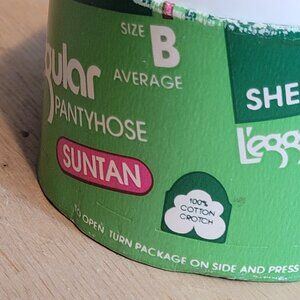 SIZE
B
AVERAGE
gular
PANTYHOSE
SUNTAN
100%
COTTON
CROTCH
SHE
L'egg
TO OPEN, TURN PACKAGE ON SIDE AND PRESS